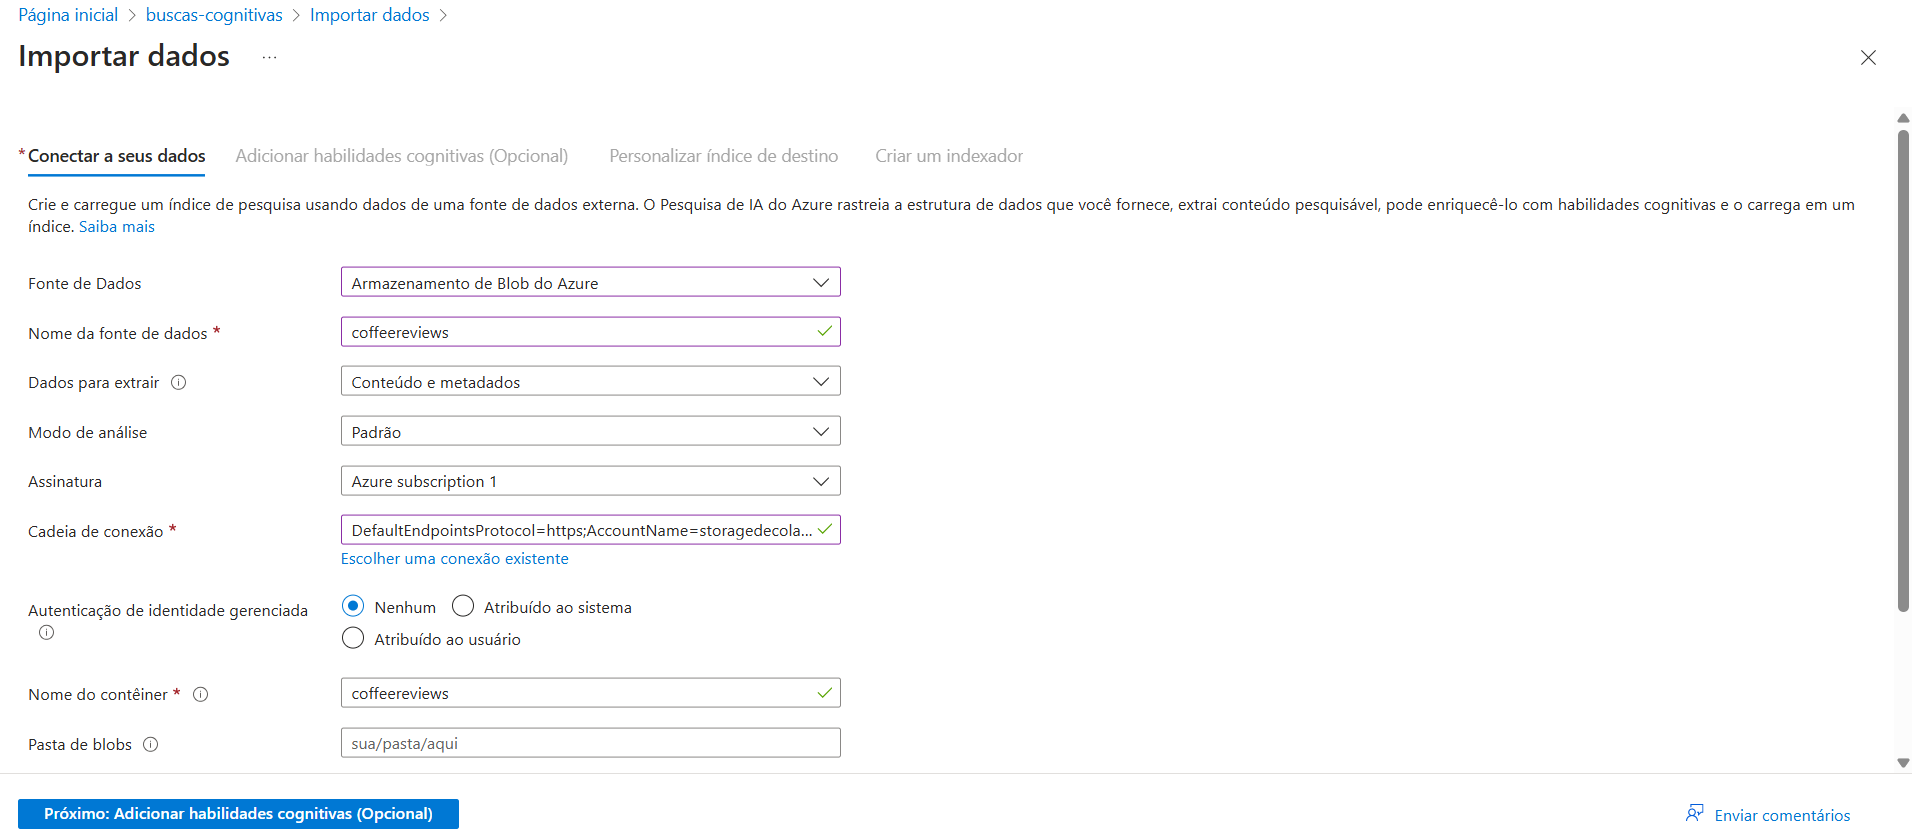 Página inicial > buscas-cognitivas > Importar dados >
Importar dados ...
* Conectar a seus dados Adicionar habilidades cognitivas (Opcional) Personalizar índice de destino Criar um indexador
Crie e carregue um índice de pesquisa usando dados de uma fonte de dados externa. O Pesquisa de IA do Azure rastreia a estrutura de dados que você fornece, extrai conteúdo pesquisável, pode enriquecê-lo com habilidades cognitivas e o carrega em um
índice. Saiba mais
Fonte de Dados Armazenamento de Blob do Azure
Nome da fonte de dados * coffeereviews
Dados para extrair Conteúdo e metadados
Modo de análise Padrão
Assinatura Azure subscription 1
Cadeia de conexão * DefaultEndpointsProtocol=https;AccountName=storagedecola...
Escolher uma conexão existente
Autenticação de identidade gerenciada Nenhum Atribuído ao sistema
Atribuído ao usuário
Nome do contêiner * coffeereviews
Pasta de blobs sua/pasta/aqui
Próximo: Adicionar habilidades cognitivas (Opcional) Enviar comentários